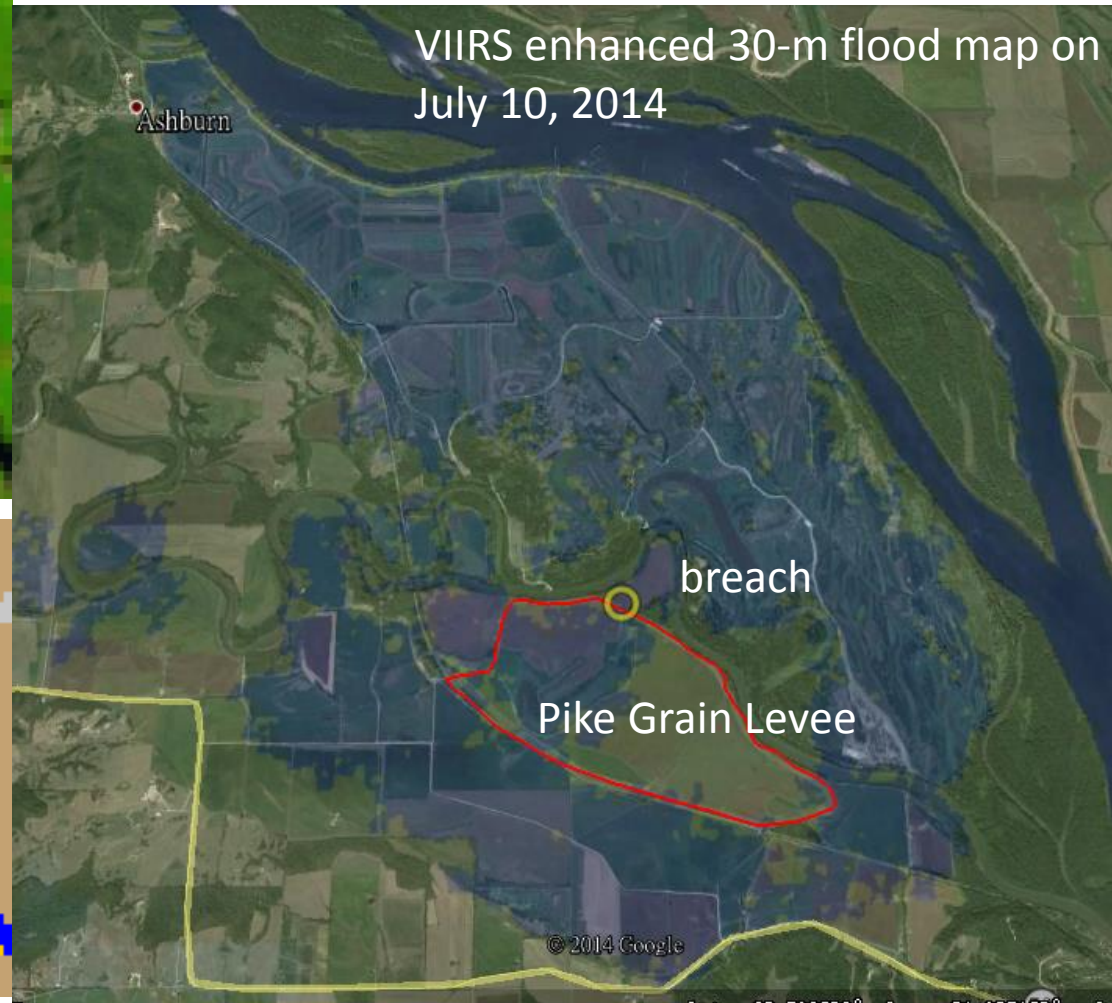 VIIRS enhanced 30-m flood map on
July 10, 2014
Ashburn
breach
Pike Grain Levee
© 2014 Google